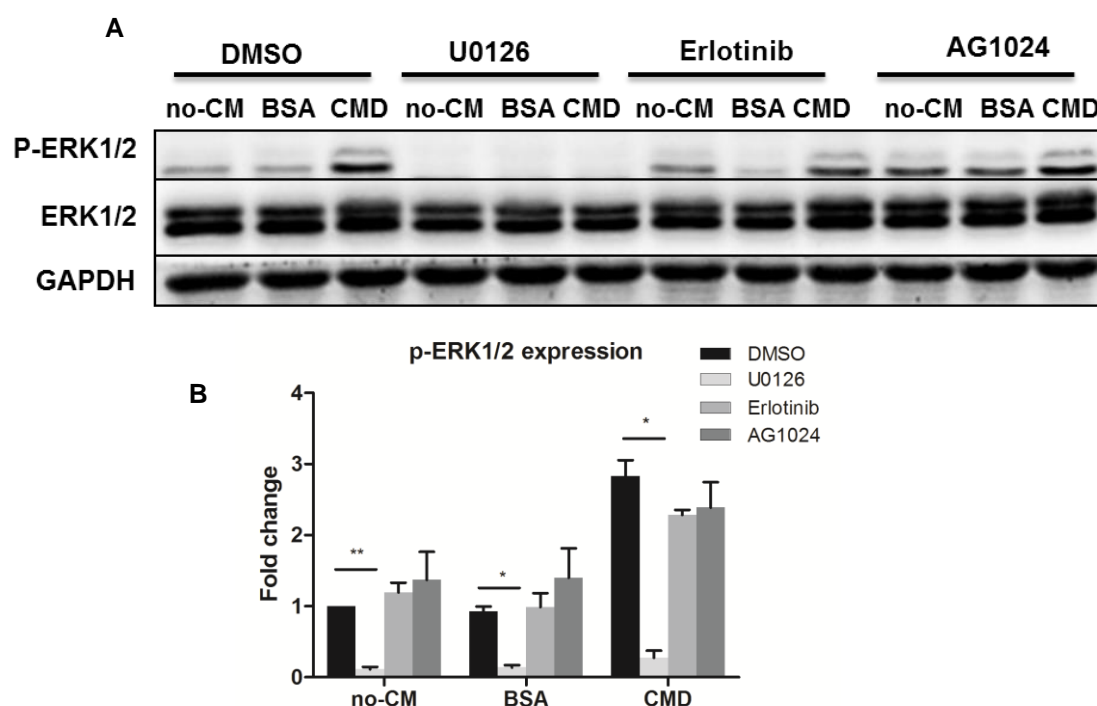 A
DMSO U0126 Erlotinib AG1024
no-CM BSA CMD no-CM BSA CMD no-CM BSA CMD no-CM BSA CMD
P-ERK1/2
ERK1/2
GAPDH
B
p-ERK1/2 expression
DMSO
U0126
Erlotinib
AG1024
Fold change
4
3
2
1
0
** * *
no-CM BSA CMD